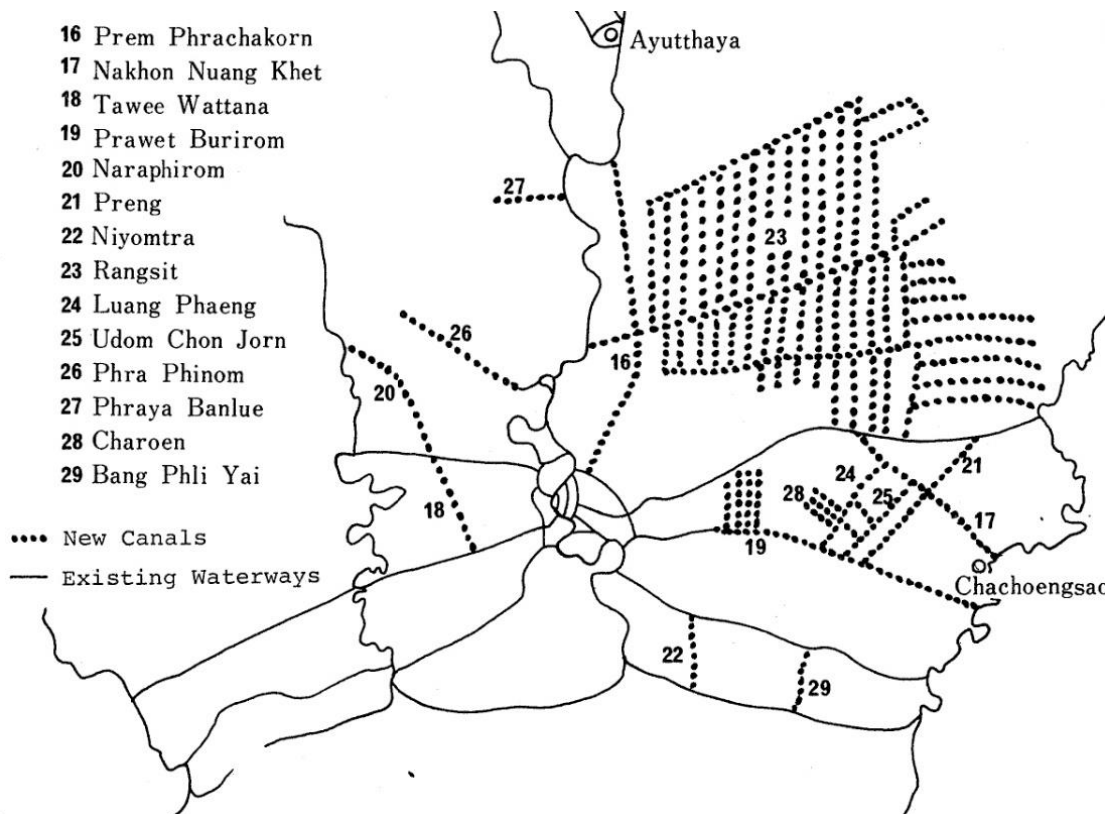 16 Prem Phrachakorn
17 Nakhon Nuang Khet
18 Tawee Wattana
19 Prawet Burirom
20 Naraphirom
21 Preng
22 Niyomtra
23 Rangsit
24 Luang Phaeng
25 Udom Chon Jorn
26 Phra Phinom
27 Phraya Banlue
28 Charoen
29 Bang Phli Yai
New Canals
Existing Waterways
Ayutthaya
27
23
26
16
20
24
21
28
25
18
17
19
Chachoengsao
22
29